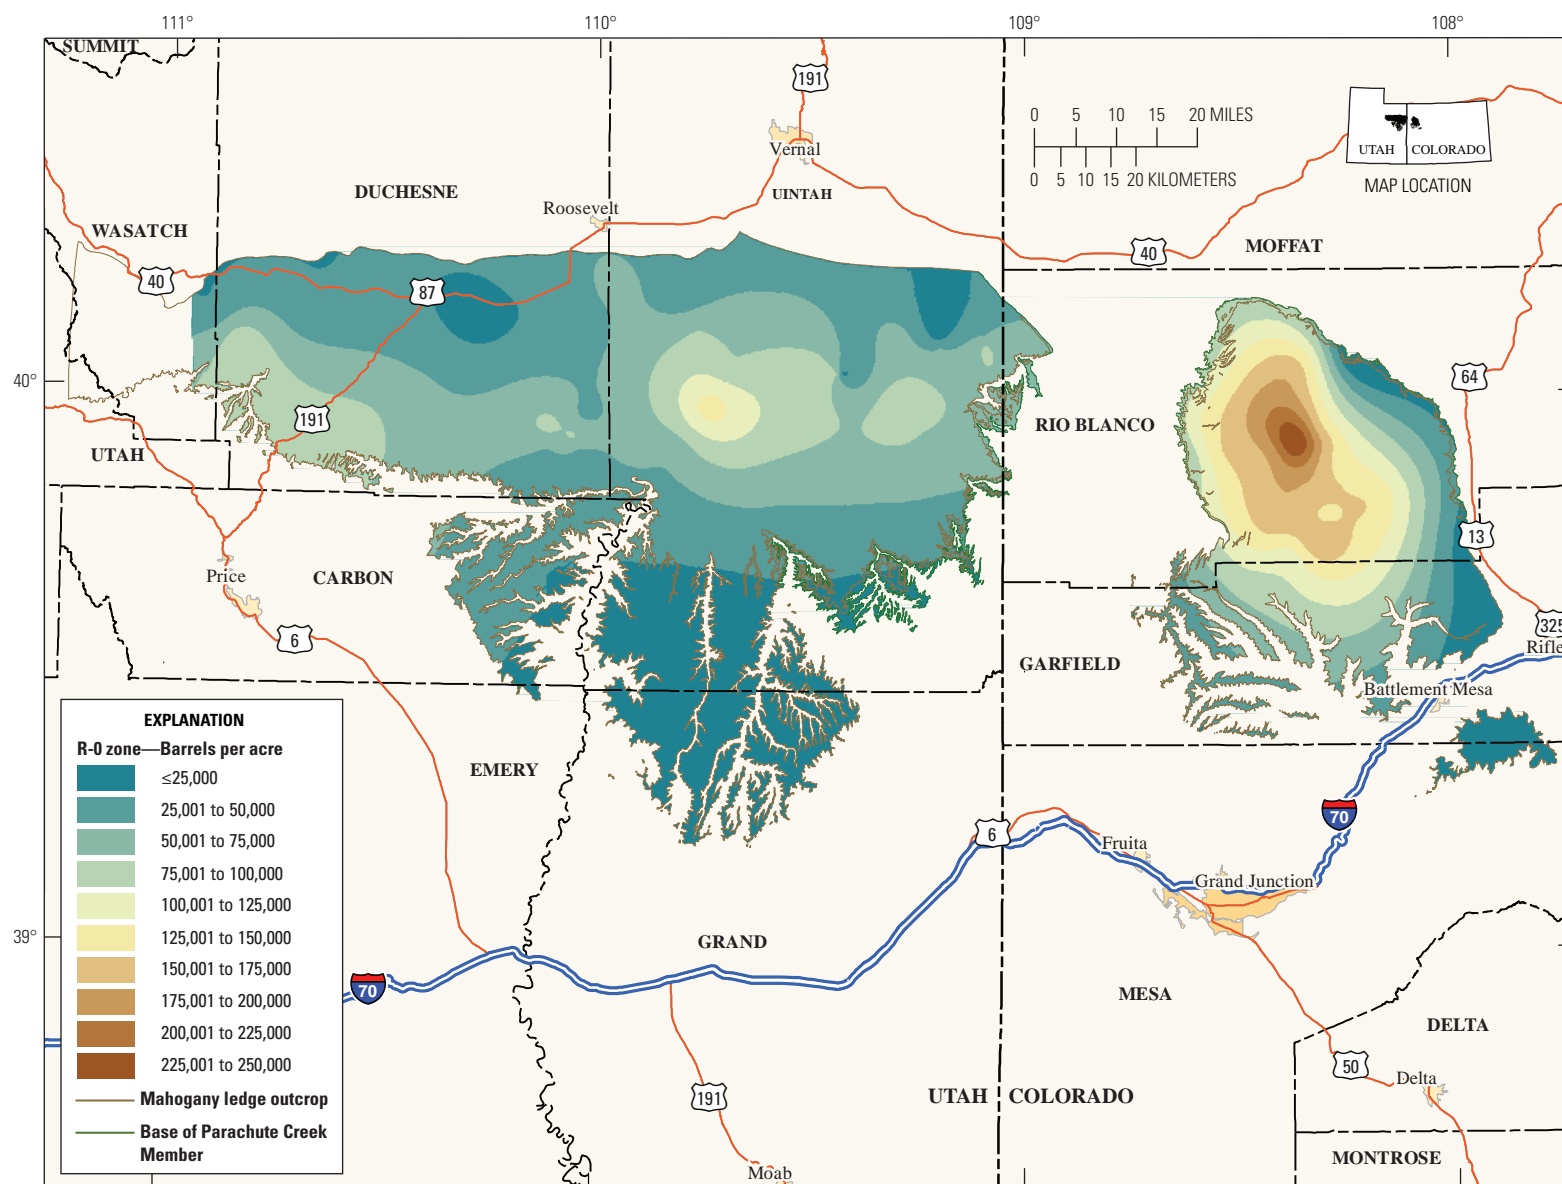 111°
110°
109°
108°
SUMMIT
191
0 5 10 15 20 MILES
0 5 10 15 20 KILOMETERS
UTAH COLORADO
MAP LOCATION
Vernal
DUCHESNE
UINTAH
Roosevelt
WASATCH
MOFFAT
40
40
87
64
40°
191
RIO BLANCO
UTAH
13
Price
CARBON
6
325
Rifle
GARFIELD
Battlement Mesa
EMERY
70
6
Fruita
Grand Junction
39°
GRAND
70
MESA
DELTA
50
Delta
191
UTAH COLORADO
MONTROSE
Moab
EXPLANATION
R-0 zone—Barrels per acre
≤25,000
25,001 to 50,000
50,001 to 75,000
75,001 to 100,000
100,001 to 125,000
125,001 to 150,000
150,001 to 175,000
175,001 to 200,000
200,001 to 225,000
225,001 to 250,000
Mahogany ledge outcrop
Base of Parachute Creek
Member